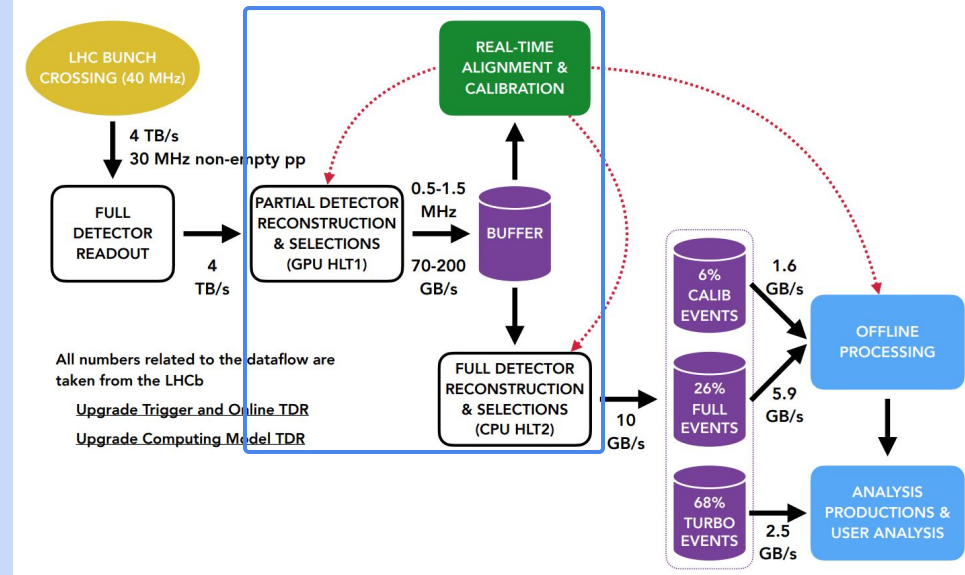 LHC BUNCH
CROSSING (40 MHz)
4 TB/s
30 MHz non-empty pp
FULL
DETECTOR
READOUT
4
TB/s
PARTIAL DETECTOR
RECONSTRUCTION
& SELECTIONS
(GPU HLT1)
0.5-1.5
MHz
70-200
GB/s
BUFFER
REAL-TIME
ALIGNMENT &
CALIBRATION
FULL DETECTOR
RECONSTRUCTION
& SELECTIONS
(CPU HLT2)
10
GB/s
6%
CALIB
EVENTS
26%
FULL
EVENTS
68%
TURBO
EVENTS
1.6
GB/s
5.9
GB/s
2.5
GB/s
OFFLINE
PROCESSING
ANALYSIS
PRODUCTIONS &
USER ANALYSIS
All numbers related to the dataflow are
taken from the LHCb
Upgrade Trigger and Online TDR
Upgrade Computing Model TDR